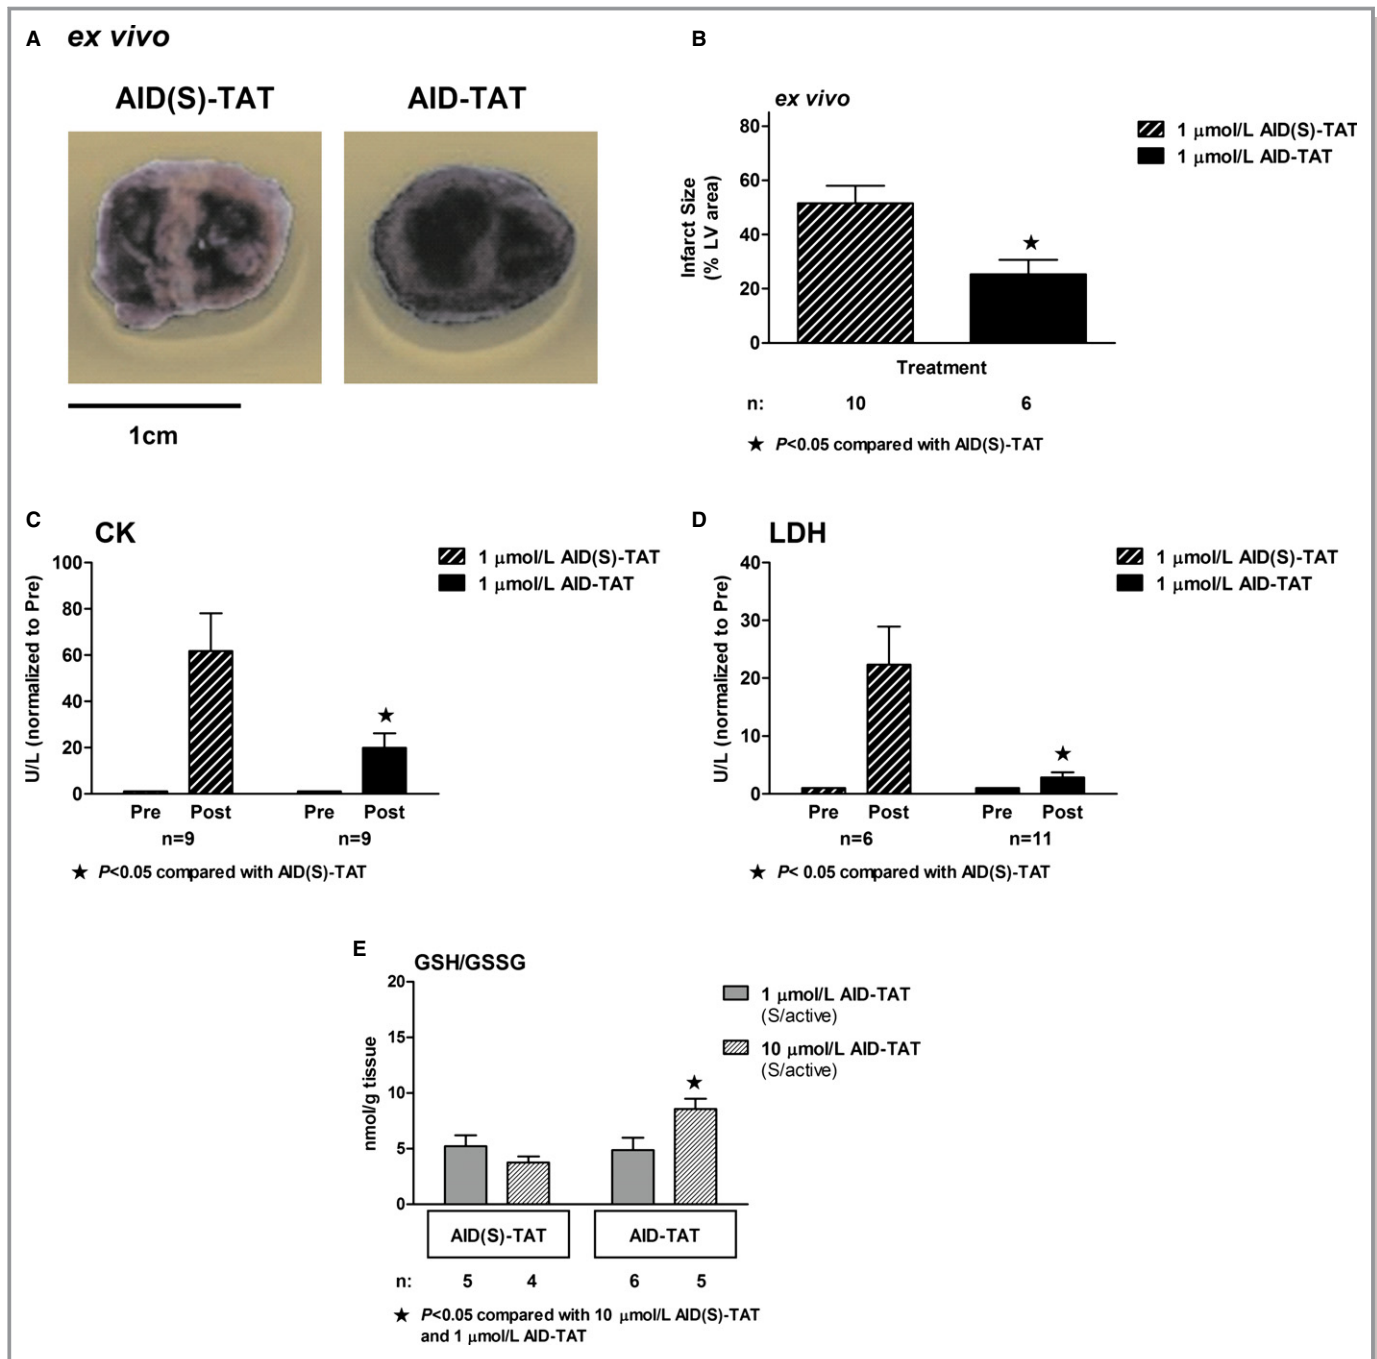 A ex vivo
AID(S)-TAT AID-TAT
1cm
B
ex vivo
1 μmol/L AID(S)-TAT
1 μmol/L AID-TAT
Infarct Size
(% LV area)
80
60
40
20
0
Treatment
n: 10 6
★ P<0.05 compared with AID(S)-TAT
C CK
1 μmol/L AID(S)-TAT
1 μmol/L AID-TAT
U/L (normalized to Pre)
100
80
60
40
20
0
Pre Post Pre Post
n=9 n=9
★ P<0.05 compared with AID(S)-TAT
D LDH
1 μmol/L AID(S)-TAT
1 μmol/L AID-TAT
U/L (normalized to Pre)
40
30
20
10
0
Pre Post Pre Post
n=6 n=11
★ P< 0.05 compared with AID(S)-TAT
E GSH/GSSG
1 μmol/L AID-TAT
(S/active)
10 μmol/L AID-TAT
(S/active)
nmol/g tissue
20
15
10
5
0
AID(S)-TAT AID-TAT
n: 5 4 6 5
★ P<0.05 compared with 10 μmol/L AID(S)-TAT
and 1 μmol/L AID-TAT